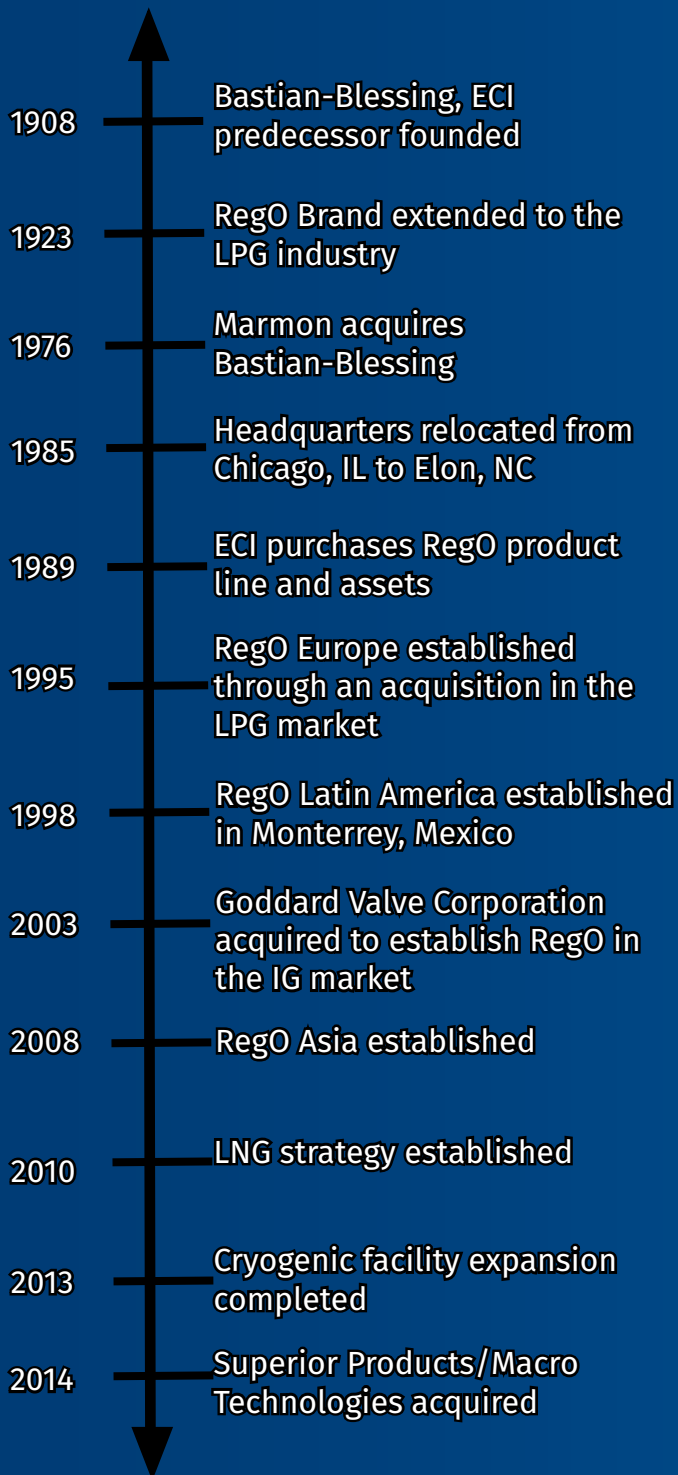 1908
Bastian-Blessing, ECI
predecessor founded
1923
RegO Brand extended to the
LPG industry
1976
Marmon acquires
Bastian-Blessing
1985
Headquarters relocated from
Chicago, IL to Elon, NC
1989
ECI purchases RegO product
line and assets
1995
RegO Europe established
through an acquisition in the
LPG market
1998
RegO Latin America established
in Monterrey, Mexico
2003
Goddard Valve Corporation
acquired to establish RegO in
the IG market
2008
RegO Asia established
2010
LNG strategy established
2013
Cryogenic facility expansion
completed
2014
Superior Products/Macro
Technologies acquired